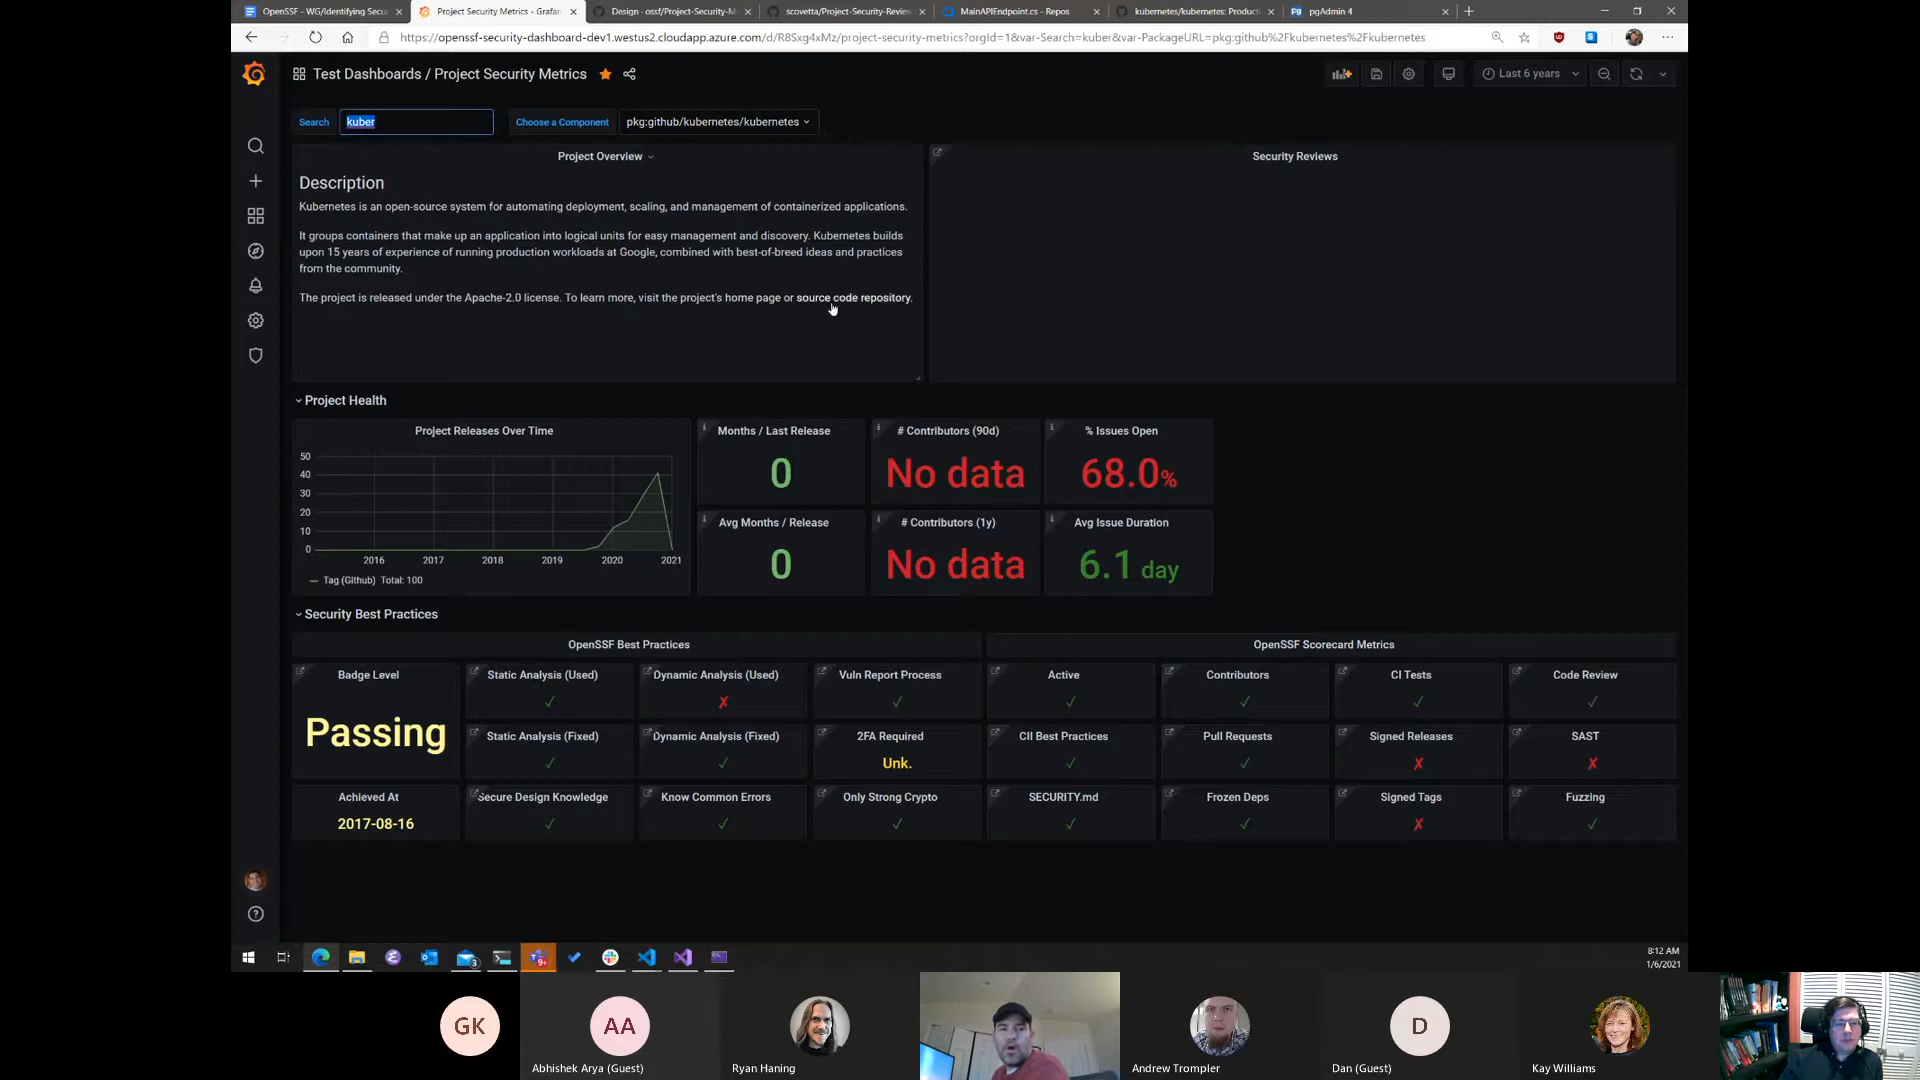 OpenSSF - WG/Identifying Secu
Project Security Metrics - Grafan
Design · ossf/Project-Security-M
scovetta/Project-Security-Review
MainAPIEndpoint.cs - Repos
kubernetes/kubernetes: Product
Pg pgAdmin 4
https://openssf-security-dashboard-dev1.westus2.cloudapp.azure.com/d/R8Sxg4xMz/project-security-metrics?orgId=1&var-Search=kuber&var-PackageURL=pkg:github%2Fkubernetes%2Fkubernetes
Test Dashboards / Project Security Metrics
Last 6 years
Search kuber Choose a Component pkg:github/kubernetes/kubernetes
Project Overview
Security Reviews
Description
Kubernetes is an open-source system for automating deployment, scaling, and management of containerized applications.
It groups containers that make up an application into logical units for easy management and discovery. Kubernetes builds
upon 15 years of experience of running production workloads at Google, combined with best-of-breed ideas and practices
from the community.
The project is released under the Apache-2.0 license. To learn more, visit the project's home page or source code repository.
Project Health
Project Releases Over Time
50
40
30
20
10
0
2016 2017 2018 2019 2020 2021
Tag (Github) Total: 100
Months / Last Release
0
# Contributors (90d)
No data
% Issues Open
68.0%
Avg Months / Release
0
# Contributors (1y)
No data
Avg Issue Duration
6.1 day
Security Best Practices
OpenSSF Best Practices
OpenSSF Scorecard Metrics
Badge Level
Passing
Static Analysis (Used)
✓
Dynamic Analysis (Used)
✗
Vuln Report Process
✓
Active
✓
Contributors
✓
CI Tests
✓
Code Review
✓
Static Analysis (Fixed)
✓
Dynamic Analysis (Fixed)
✓
2FA Required
Unk.
CII Best Practices
✓
Pull Requests
✓
Signed Releases
✗
SAST
✗
Achieved At
2017-08-16
Secure Design Knowledge
✓
Know Common Errors
✓
Only Strong Crypto
✓
SECURITY.md
✓
Frozen Deps
✓
Signed Tags
✗
Fuzzing
✓
8:12 AM
1/6/2021
GK
AA
D
Abhishek Arya (Guest)
Ryan Haning
Andrew Trompler
Dan (Guest)
Kay Williams